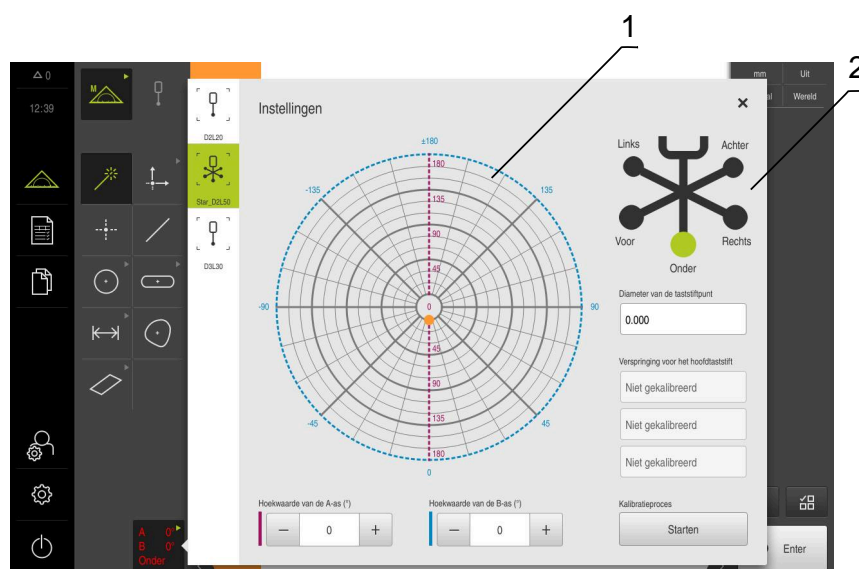 1
2
0
12:39
M
mm
Uit
Wereld
D2L20
Star_D2L50
D3L30
Instellingen
±180
180
-135
135
135
90
45
-90
0
90
45
90
-45
135
45
180
0
Links
Achter
Voor
Rechts
Onder
Diameter van de taststiftpunt
0.000
Verspringing voor het hoofdtaststift
Niet gekalibreerd
Niet gekalibreerd
Niet gekalibreerd
Hoekwaarde van de A-as (°)
Hoekwaarde van de B-as (°)
Kalibratieproces
− 0 +
− 0 +
Starten
A 0°
B 0°
Onder
Enter